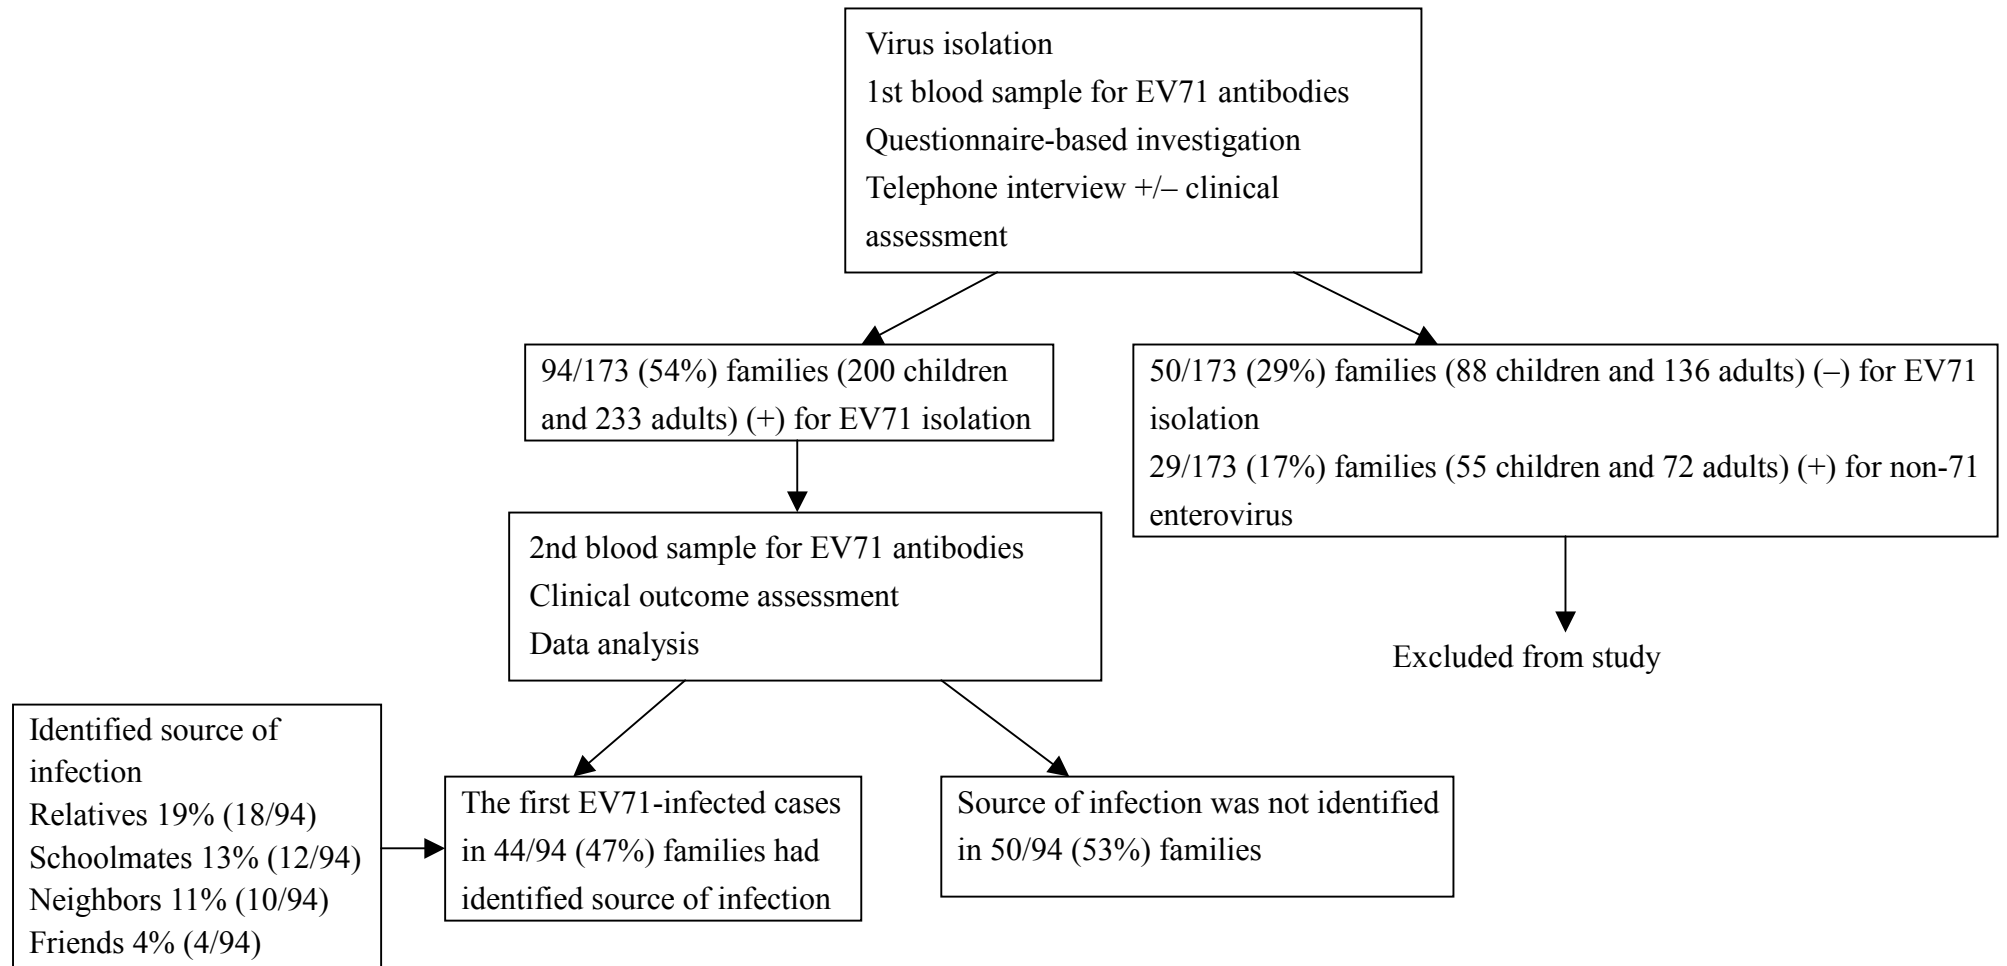 Virus isolation
1st blood sample for EV71 antibodies
Questionnaire-based investigation
Telephone interview +/– clinical
assessment
94/173 (54%) families (200 children
and 233 adults) (+) for EV71 isolation
50/173 (29%) families (88 children and 136 adults) (–) for EV71
isolation
29/173 (17%) families (55 children and 72 adults) (+) for non-71
enterovirus
2nd blood sample for EV71 antibodies
Clinical outcome assessment
Data analysis
Excluded from study
Identified source of
infection
Relatives 19% (18/94)
Schoolmates 13% (12/94)
Neighbors 11% (10/94)
Friends 4% (4/94)
The first EV71-infected cases
in 44/94 (47%) families had
identified source of infection
Source of infection was not identified
in 50/94 (53%) families